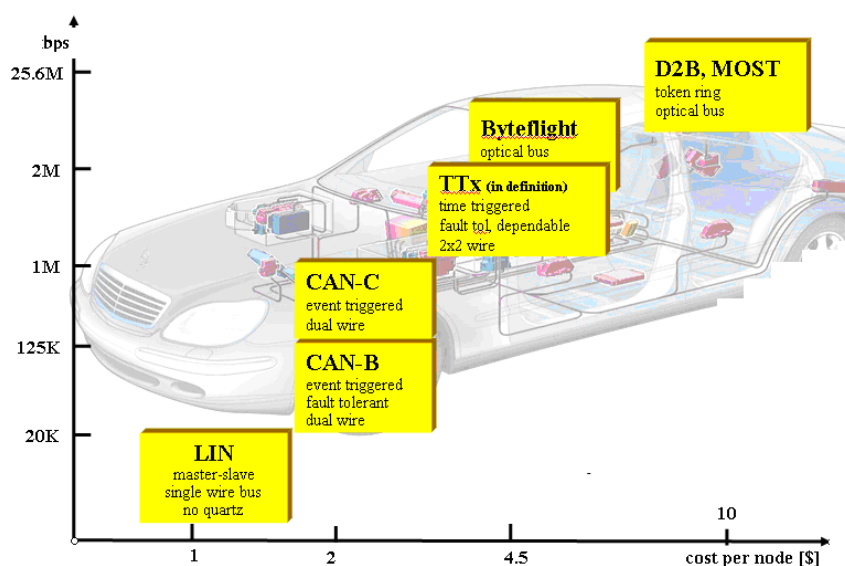 bps
25.6M
2M
1M
125K
20K
D2B, MOST
token ring
optical bus
Byteflight
optical bus
TTx (in definition)
time triggered
fault tol, dependable
2x2 wire
CAN-C
event triggered
dual wire
CAN-B
event triggered
fault tolerant
dual wire
LIN
master-slave
single wire bus
no quartz
1
2
4.5
10
cost per node [$]